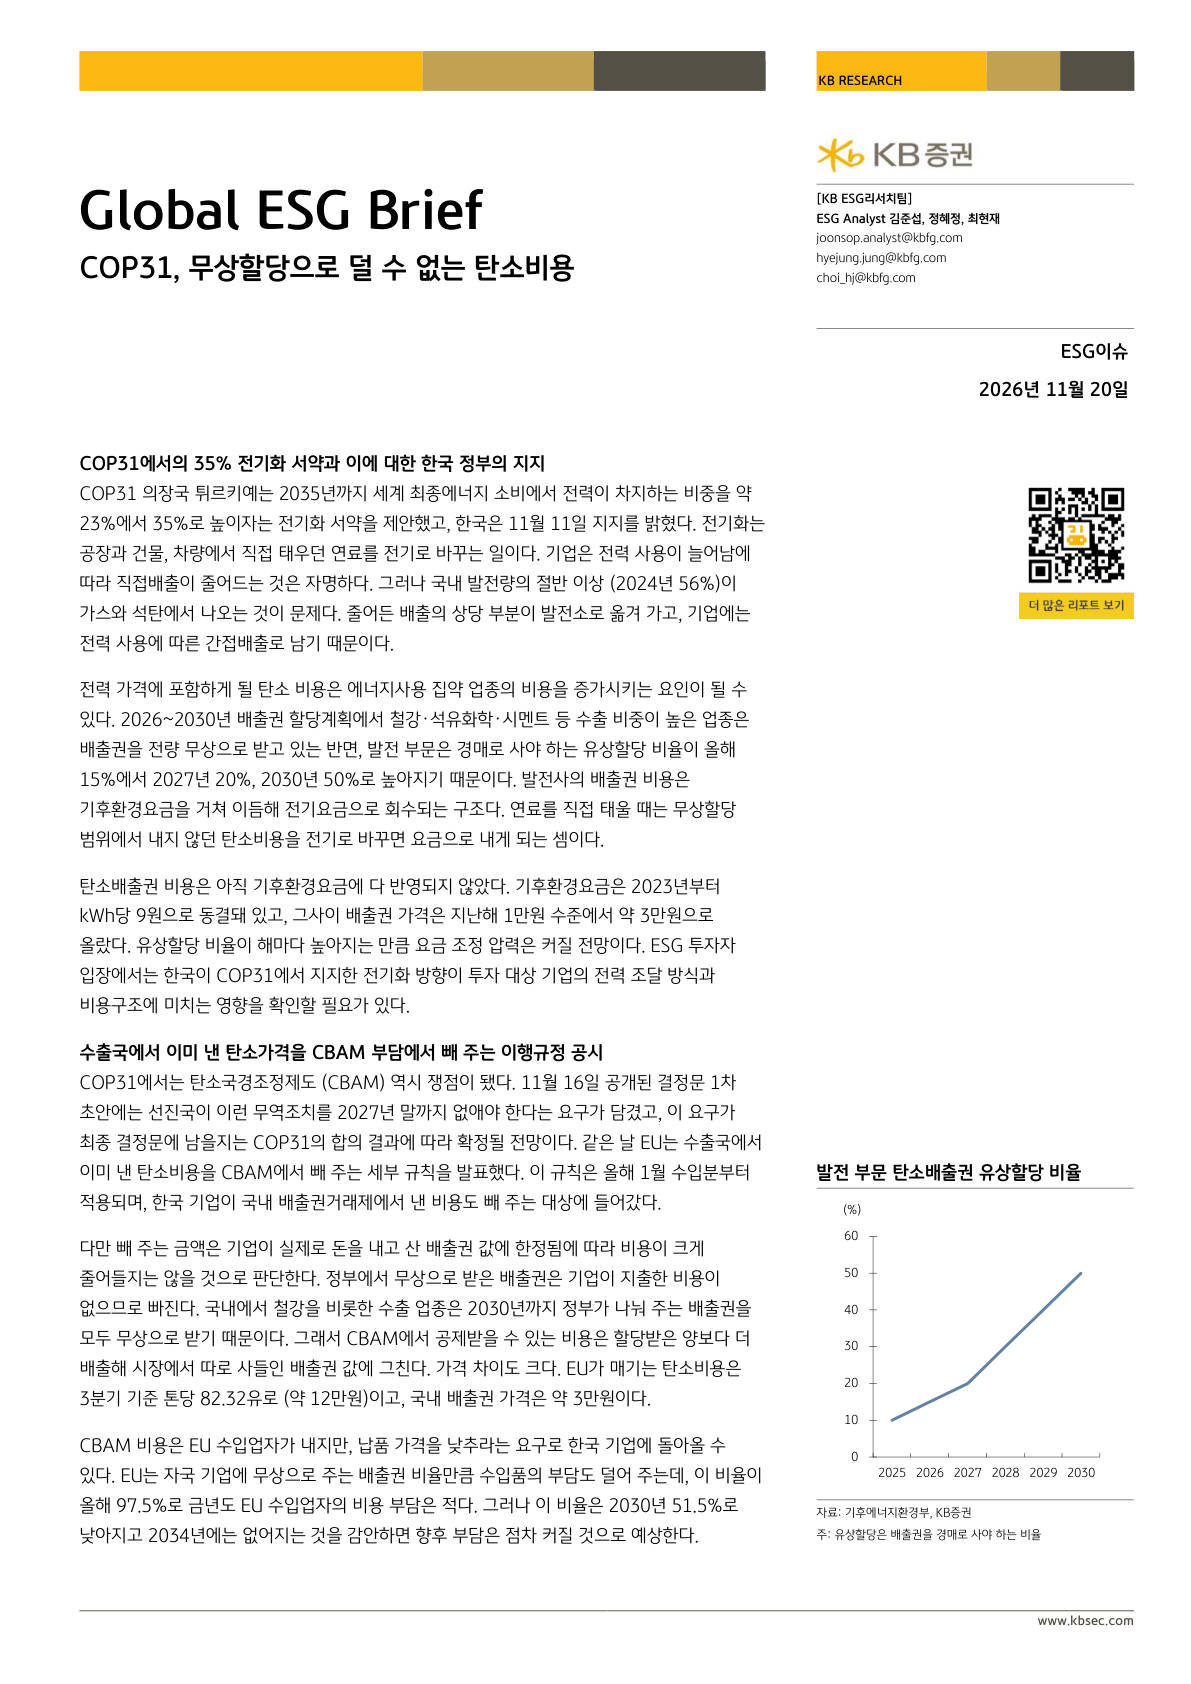 KB RESEARCH
KB증권
Global ESG Brief
COP31, 무상할당으로 덜 수 없는 탄소비용
[KB ESG리서치팀]
ESG Analyst 김준섭, 정혜정, 최현재
joonsop.analyst@kbfg.com
hyejung.jung@kbfg.com
choi_hj@kbfg.com
ESG이슈
2026년 11월 20일
더 많은 리포트 보기
COP31에서의 35% 전기화 서약과 이에 대한 한국 정부의 지지
COP31 의장국 튀르키예는 2035년까지 세계 최종에너지 소비에서 전력이 차지하는 비중을 약
23%에서 35%로 높이자는 전기화 서약을 제안했고, 한국은 11월 11일 지지를 밝혔다. 전기화는
공장과 건물, 차량에서 직접 태우던 연료를 전기로 바꾸는 일이다. 기업은 전력 사용이 늘어남에
따라 직접배출이 줄어드는 것은 자명하다. 그러나 국내 발전량의 절반 이상 (2024년 56%)이
가스와 석탄에서 나오는 것이 문제다. 줄어든 배출의 상당 부분이 발전소로 옮겨 가고, 기업에는
전력 사용에 따른 간접배출로 남기 때문이다.
전력 가격에 포함하게 될 탄소 비용은 에너지사용 집약 업종의 비용을 증가시키는 요인이 될 수
있다. 2026~2030년 배출권 할당계획에서 철강·석유화학·시멘트 등 수출 비중이 높은 업종은
배출권을 전량 무상으로 받고 있는 반면, 발전 부문은 경매로 사야 하는 유상할당 비율이 올해
15%에서 2027년 20%, 2030년 50%로 높아지기 때문이다. 발전사의 배출권 비용은
기후환경요금을 거쳐 이듬해 전기요금으로 회수되는 구조다. 연료를 직접 태울 때는 무상할당
범위에서 내지 않던 탄소비용을 전기로 바꾸면 요금으로 내게 되는 셈이다.
탄소배출권 비용은 아직 기후환경요금에 다 반영되지 않았다. 기후환경요금은 2023년부터
kWh당 9원으로 동결돼 있고, 그사이 배출권 가격은 지난해 1만원 수준에서 약 3만원으로
올랐다. 유상할당 비율이 해마다 높아지는 만큼 요금 조정 압력은 커질 전망이다. ESG 투자자
입장에서는 한국이 COP31에서 지지한 전기화 방향이 투자 대상 기업의 전력 조달 방식과
비용구조에 미치는 영향을 확인할 필요가 있다.
수출국에서 이미 낸 탄소가격을 CBAM 부담에서 빼 주는 이행규정 공시
COP31에서는 탄소국경조정제도 (CBAM) 역시 쟁점이 됐다. 11월 16일 공개된 결정문 1차
초안에는 선진국이 이런 무역조치를 2027년 말까지 없애야 한다는 요구가 담겼고, 이 요구가
최종 결정문에 남을지는 COP31의 합의 결과에 따라 확정될 전망이다. 같은 날 EU는 수출국에서
이미 낸 탄소비용을 CBAM에서 빼 주는 세부 규칙을 발표했다. 이 규칙은 올해 1월 수입분부터
적용되며, 한국 기업이 국내 배출권거래제에서 낸 비용도 빼 주는 대상에 들어갔다.
다만 빼 주는 금액은 기업이 실제로 돈을 내고 산 배출권 값에 한정됨에 따라 비용이 크게
줄어들지는 않을 것으로 판단한다. 정부에서 무상으로 받은 배출권은 기업이 지출한 비용이
없으므로 빠진다. 국내에서 철강을 비롯한 수출 업종은 2030년까지 정부가 나눠 주는 배출권을
모두 무상으로 받기 때문이다. 그래서 CBAM에서 공제받을 수 있는 비용은 할당받은 양보다 더
배출해 시장에서 따로 사들인 배출권 값에 그친다. 가격 차이도 크다. EU가 매기는 탄소비용은
3분기 기준 톤당 82.32유로 (약 12만원)이고, 국내 배출권 가격은 약 3만원이다.
CBAM 비용은 EU 수입업자가 내지만, 납품 가격을 낮추라는 요구로 한국 기업에 돌아올 수
있다. EU는 자국 기업에 무상으로 주는 배출권 비율만큼 수입품의 부담도 덜어 주는데, 이 비율이
올해 97.5%로 금년도 EU 수입업자의 비용 부담은 적다. 그러나 이 비율은 2030년 51.5%로
낮아지고 2034년에는 없어지는 것을 감안하면 향후 부담은 점차 커질 것으로 예상한다.
발전 부문 탄소배출권 유상할당 비율
(%)
60
50
40
30
20
10
0
2025 2026 2027 2028 2029 2030
자료: 기후에너지환경부, KB증권
주: 유상할당은 배출권을 경매로 사야 하는 비율
www.kbsec.com